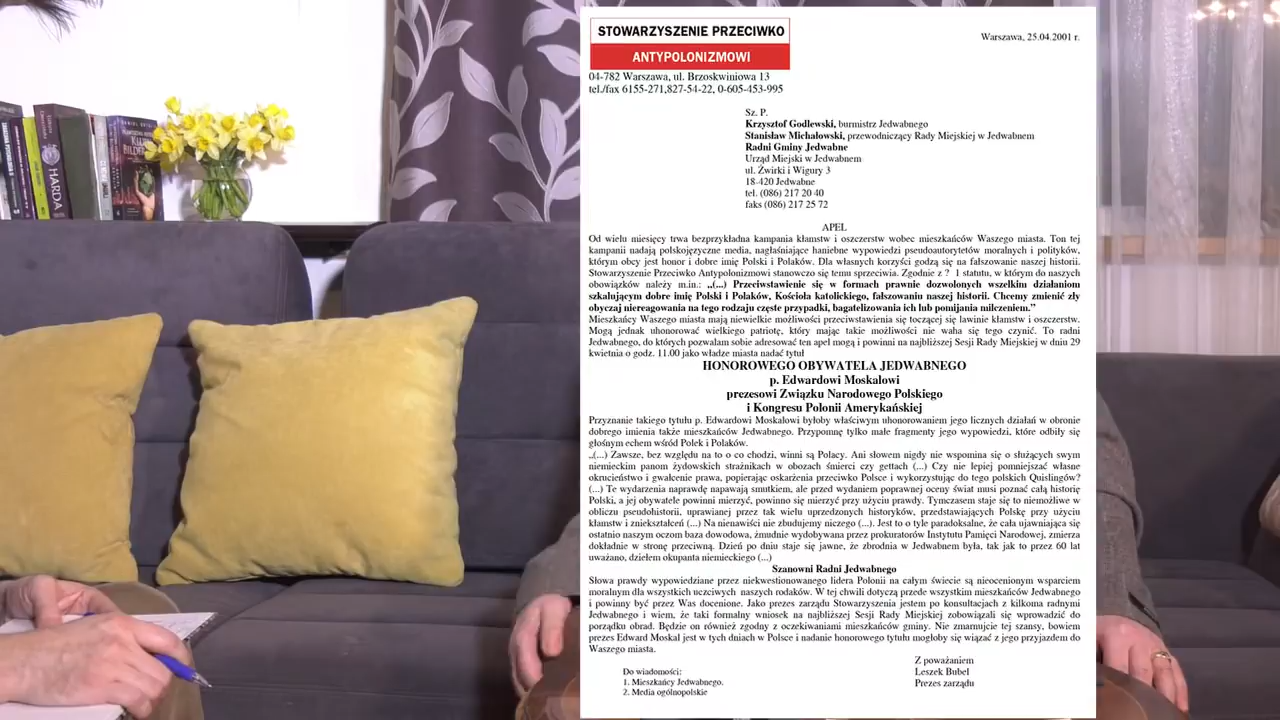 STOWARZYSZENIE PRZECIWKO
ANTYPOLONIZMOWI
Warszawa, 25.04.2001 r.
04-782 Warszawa, ul. Brzoskwiniowa 13
tel./fax 6155-271,827-54-22, 0-605-453-995
Sz. P.
Krzysztof Godlewski, burmistrz Jedwabnego
Stanisław Michałowski, przewodniczący Rady Miejskiej w Jedwabnem
Radni Gminy Jedwabne
Urząd Miejski w Jedwabnem
ul. Żwirki i Wigury 3
18-420 Jedwabne
tel. (086) 217 20 40
faks (086) 217 25 72
APEL
Od wielu miesięcy trwa bezprzykładna kampania kłamstw i oszczerstw wobec mieszkańców Waszego miasta. Ton tej
kampanii nadają polskojęzyczne media, nagłaśniające haniebne wypowiedzi pseudoautorytetów moralnych i polityków,
którym obcy jest honor i dobre imię Polski i Polaków. Dla własnych korzyści godzą się na fałszowanie naszej historii.
Stowarzyszenie Przeciwko Antypolonizmowi stanowczo się temu sprzeciwia. Zgodnie z ? 1 statutu, w którym do naszych
obowiązków należy m.in.: „(...) Przeciwstawienie się w formach prawnie dozwolonych wszelkim działaniom
szkalującym dobre imię Polski i Polaków, Kościoła katolickiego, fałszowaniu naszej historii. Chcemy zmienić zły
obyczaj niereagowania na tego rodzaju częste przypadki, bagatelizowania ich lub pomijania milczeniem.”
Mieszkańcy Waszego miasta mają niewielkie możliwości przeciwstawienia się toczącej się lawinie kłamstw i oszczerstw.
Mogą jednak uhonorować wielkiego patriotę, który mając takie możliwości nie waha się tego czynić. To radni
Jedwabnego, do których pozwalam sobie adresować ten apel mogą i powinni na najbliższej Sesji Rady Miejskiej w dniu 29
kwietnia o godz. 11.00 jako władze miasta nadać tytuł
HONOROWEGO OBYWATELA JEDWABNEGO
p. Edwardowi Moskalowi
prezesowi Związku Narodowego Polskiego
i Kongresu Polonii Amerykańskiej
Przyznanie takiego tytułu p. Edwardowi Moskalowi byłoby właściwym uhonorowaniem jego licznych działań w obronie
dobrego imienia także mieszkańców Jedwabnego. Przypomnę tylko małe fragmenty jego wypowiedzi, które odbiły się
głośnym echem wśród Polek i Polaków.
„(...) Zawsze, bez względu na to o co chodzi, winni są Polacy. Ani słowem nigdy nie wspomina się o służących swym
niemieckim panom żydowskich strażnikach w obozach śmierci czy gettach (...) Czy nie lepiej pomniejszać własne
okrucieństwo i gwałcenie prawa, popierając oskarżenia przeciwko Polsce i wykorzystując do tego polskich Quislingów?
(...) Te wydarzenia naprawdę napawają smutkiem, ale przed wydaniem poprawnej oceny świat musi poznać całą historię
Polski, a jej obywatele powinni mierzyć, powinno się mierzyć przy użyciu prawdy. Tymczasem staje się to niemożliwe w
obliczu pseudohistorii, uprawianej przez tak wielu uprzedzonych historyków, przedstawiających Polskę przy użyciu
kłamstw i zniekształceń (...) Na nienawiści nie zbudujemy niczego (...). Jest to o tyle paradoksalne, że cała ujawniająca się
ostatnio naszym oczom baza dowodowa, żmudnie wydobywana przez prokuratorów Instytutu Pamięci Narodowej, zmierza
dokładnie w stronę przeciwną. Dzień po dniu staje się jawne, że zbrodnia w Jedwabnem była, tak jak to przez 60 lat
uważano, dziełem okupanta niemieckiego (...)
Szanowni Radni Jedwabnego
Słowa prawdy wypowiedziane przez niekwestionowanego lidera Polonii na całym świecie są nieocenionym wsparciem
moralnym dla wszystkich uczciwych naszych rodaków. W tej chwili dotyczą przede wszystkim mieszkańców Jedwabnego
i powinny być przez Was docenione. Jako prezes zarządu Stowarzyszenia jestem po konsultacjach z kilkoma radnymi
Jedwabnego i wiem, że taki formalny wniosek na najbliższej Sesji Rady Miejskiej zobowiązali się wprowadzić do
porządku obrad. Będzie on również zgodny z oczekiwaniami mieszkańców gminy. Nie zmarnujcie tej szansy, bowiem
prezes Edward Moskal jest w tych dniach w Polsce i nadanie honorowego tytułu mogłoby się wiązać z jego przyjazdem do
Waszego miasta.
Z poważaniem
Leszek Bubel
Prezes zarządu
Do wiadomości:
1. Mieszkańcy Jedwabnego.
2. Media ogólnopolskie
HARDA